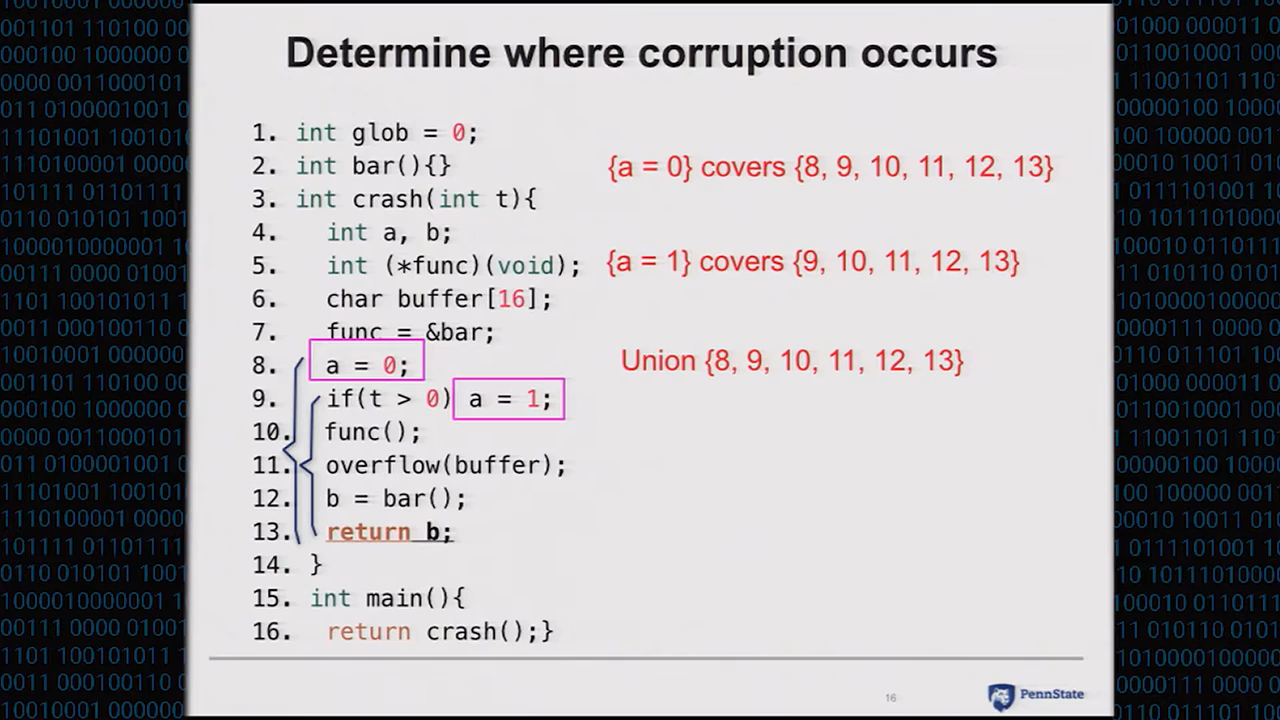 Determine where corruption occurs
1. int glob = 0;
2. int bar(){}
{a = 0} covers {8, 9, 10, 11, 12, 13}
3. int crash(int t){
4. int a, b;
5. int (*func)(void);
{a = 1} covers {9, 10, 11, 12, 13}
6. char buffer[16];
7. func = &bar;
8. a = 0;
Union {8, 9, 10, 11, 12, 13}
9. if(t > 0) a = 1;
10. func();
11. overflow(buffer);
12. b = bar();
13. return b;
14. }
15. int main(){
16. return crash();}
16
PennState